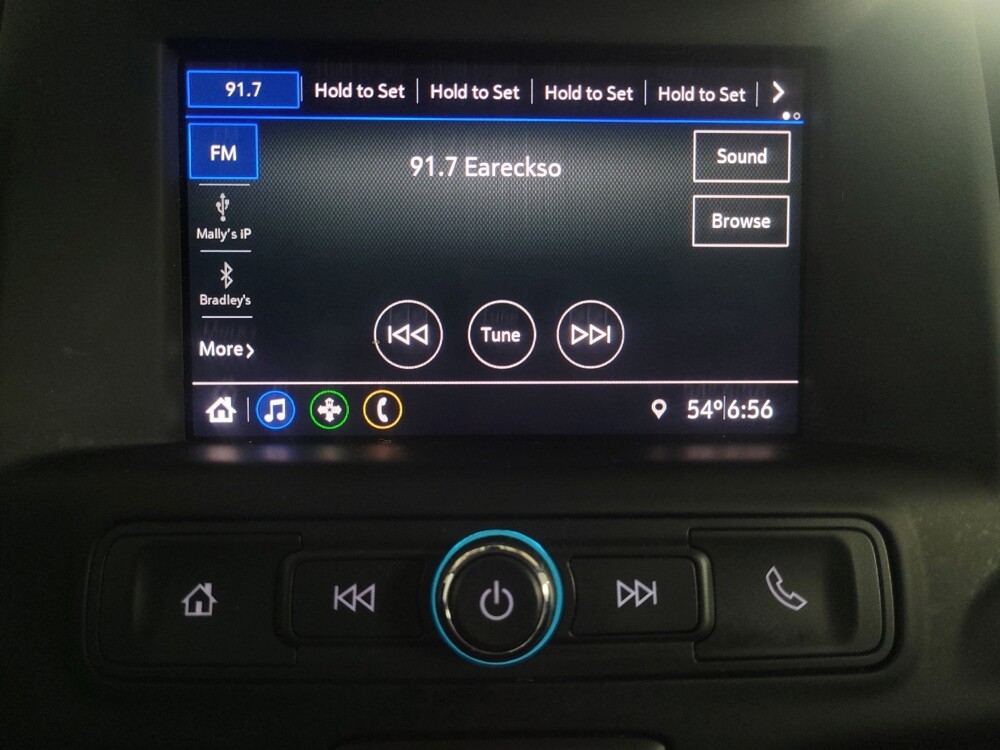 91.7 Hold to Set Hold to Set Hold to Set Hold to Set
FM
91.7 Eareckso
Sound
Mally's iP
Browse
Bradley's
More
Tune
54° 6:56